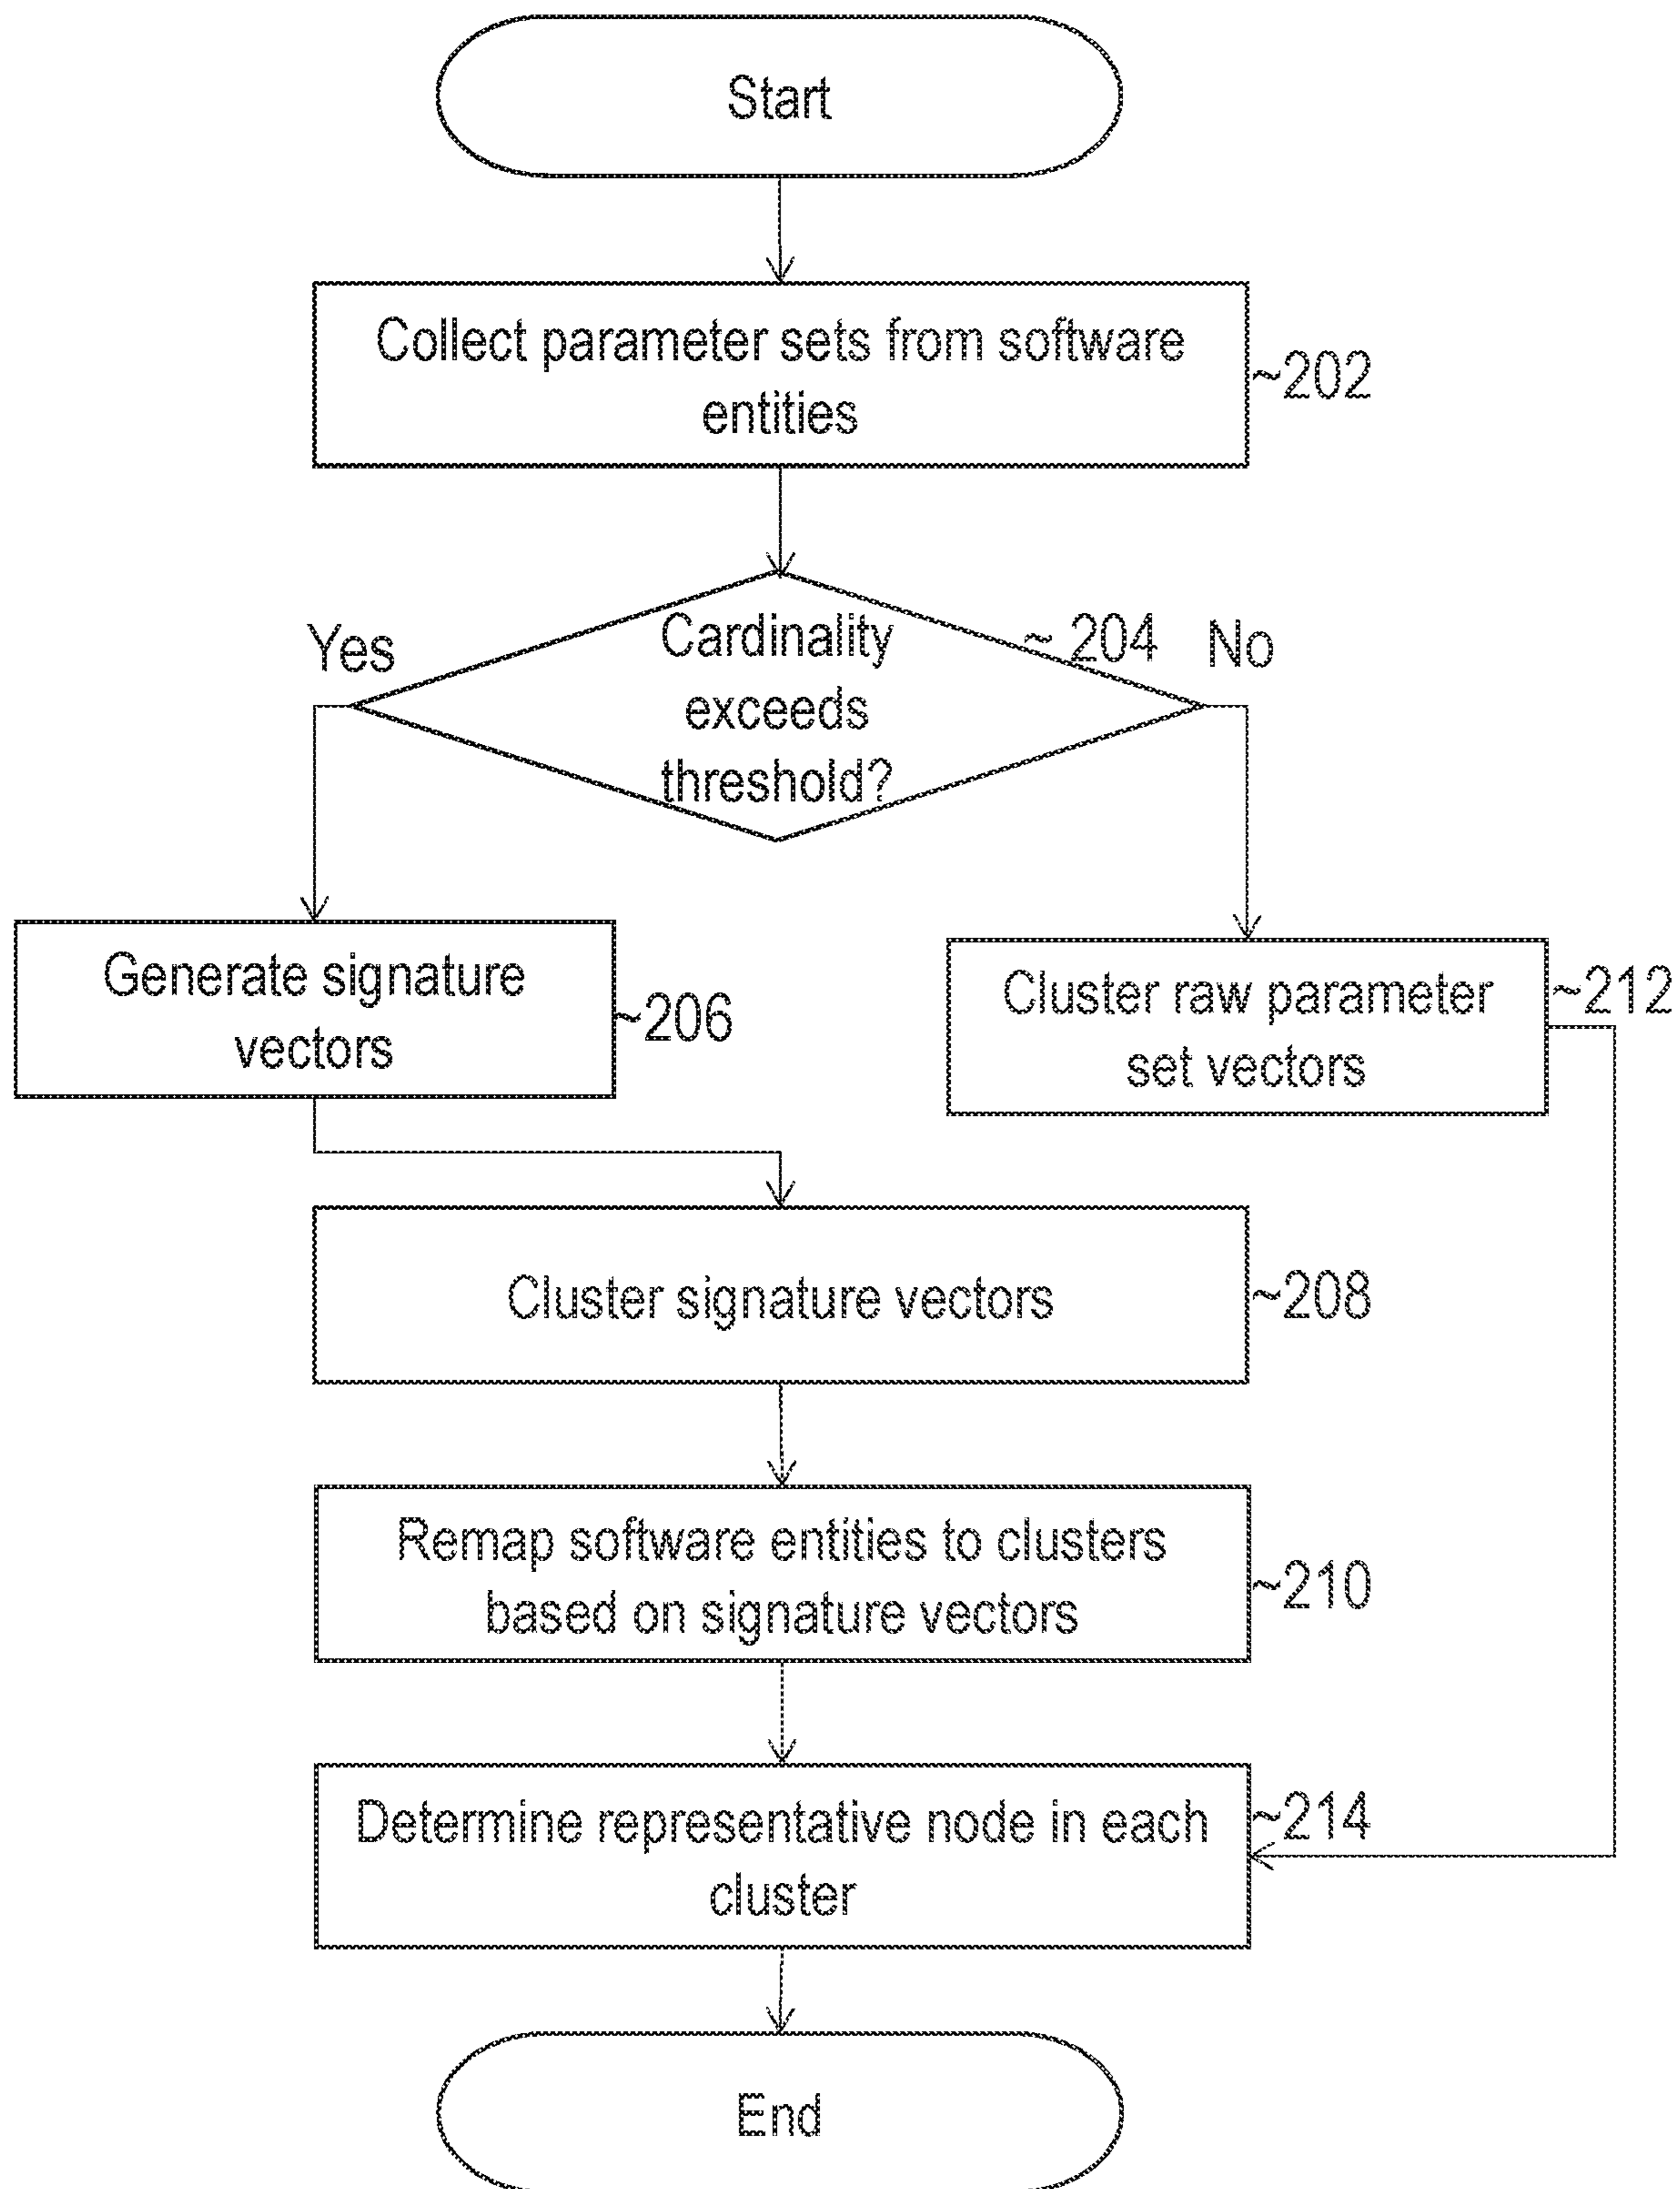 Start
Collect parameter sets from software
entities
~202
Yes
Cardinality
exceeds
threshold?
~ 204
No
Generate signature
vectors
~206
Cluster raw parameter
set vectors
~212
Cluster signature vectors
~208
Remap software entities to clusters
based on signature vectors
~210
Determine representative node in each
cluster
~214
End